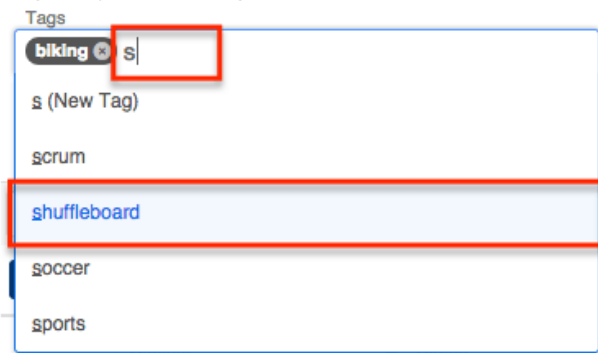 Tags
biking s
s (New Tag)
scrum
shuffleboard
soccer
sports